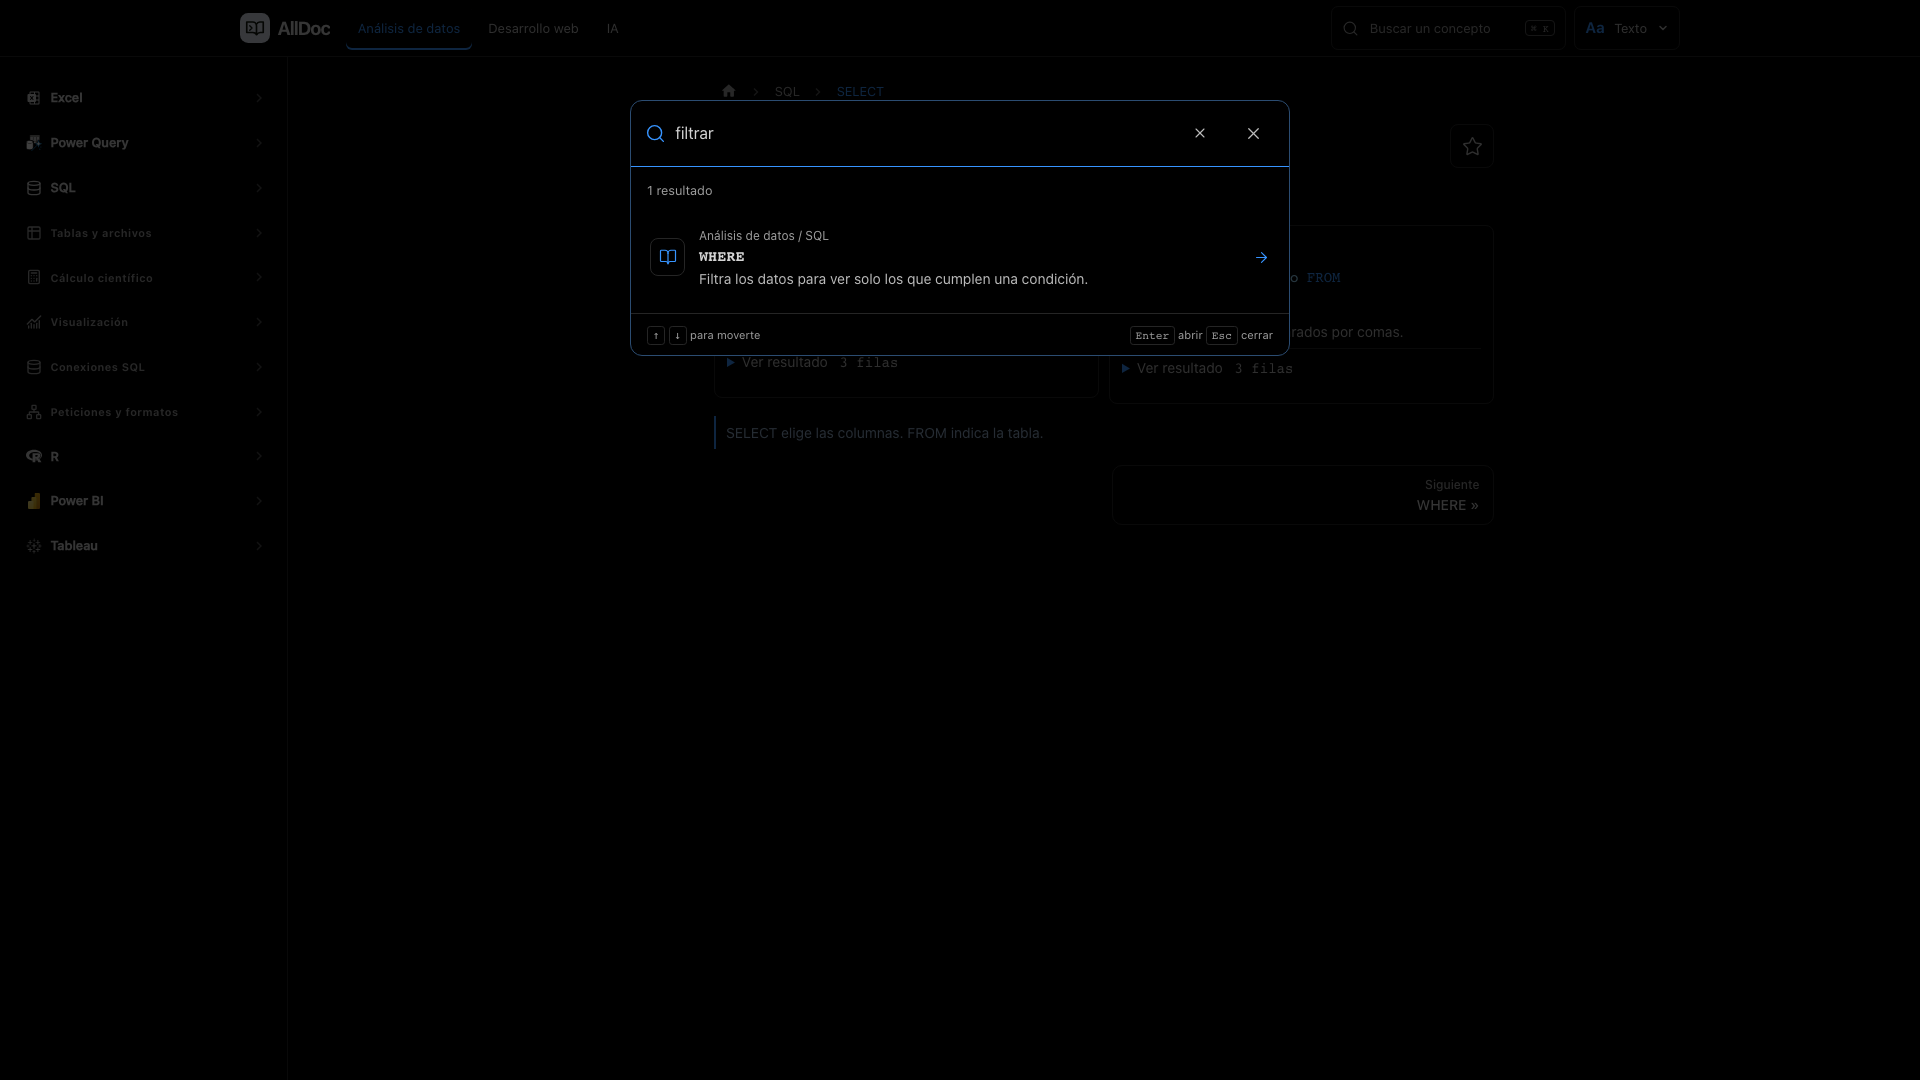 AllDoc
Análisis de datos
Desarrollo web
IA
Buscar un concepto
⌘ K
Aa Texto
Excel
Power Query
SQL
Tablas y archivos
Cálculo científico
Visualización
Conexiones SQL
Peticiones y formatos
R
Power BI
Tableau
SQL
SELECT
filtrar
1 resultado
Análisis de datos / SQL
WHERE
Filtra los datos para ver solo los que cumplen una condición.
↑ ↓ para moverte
Enter abrir Esc cerrar
o FROM
rados por comas.
Ver resultado 3 filas
Ver resultado 3 filas
SELECT elige las columnas. FROM indica la tabla.
Siguiente
WHERE »